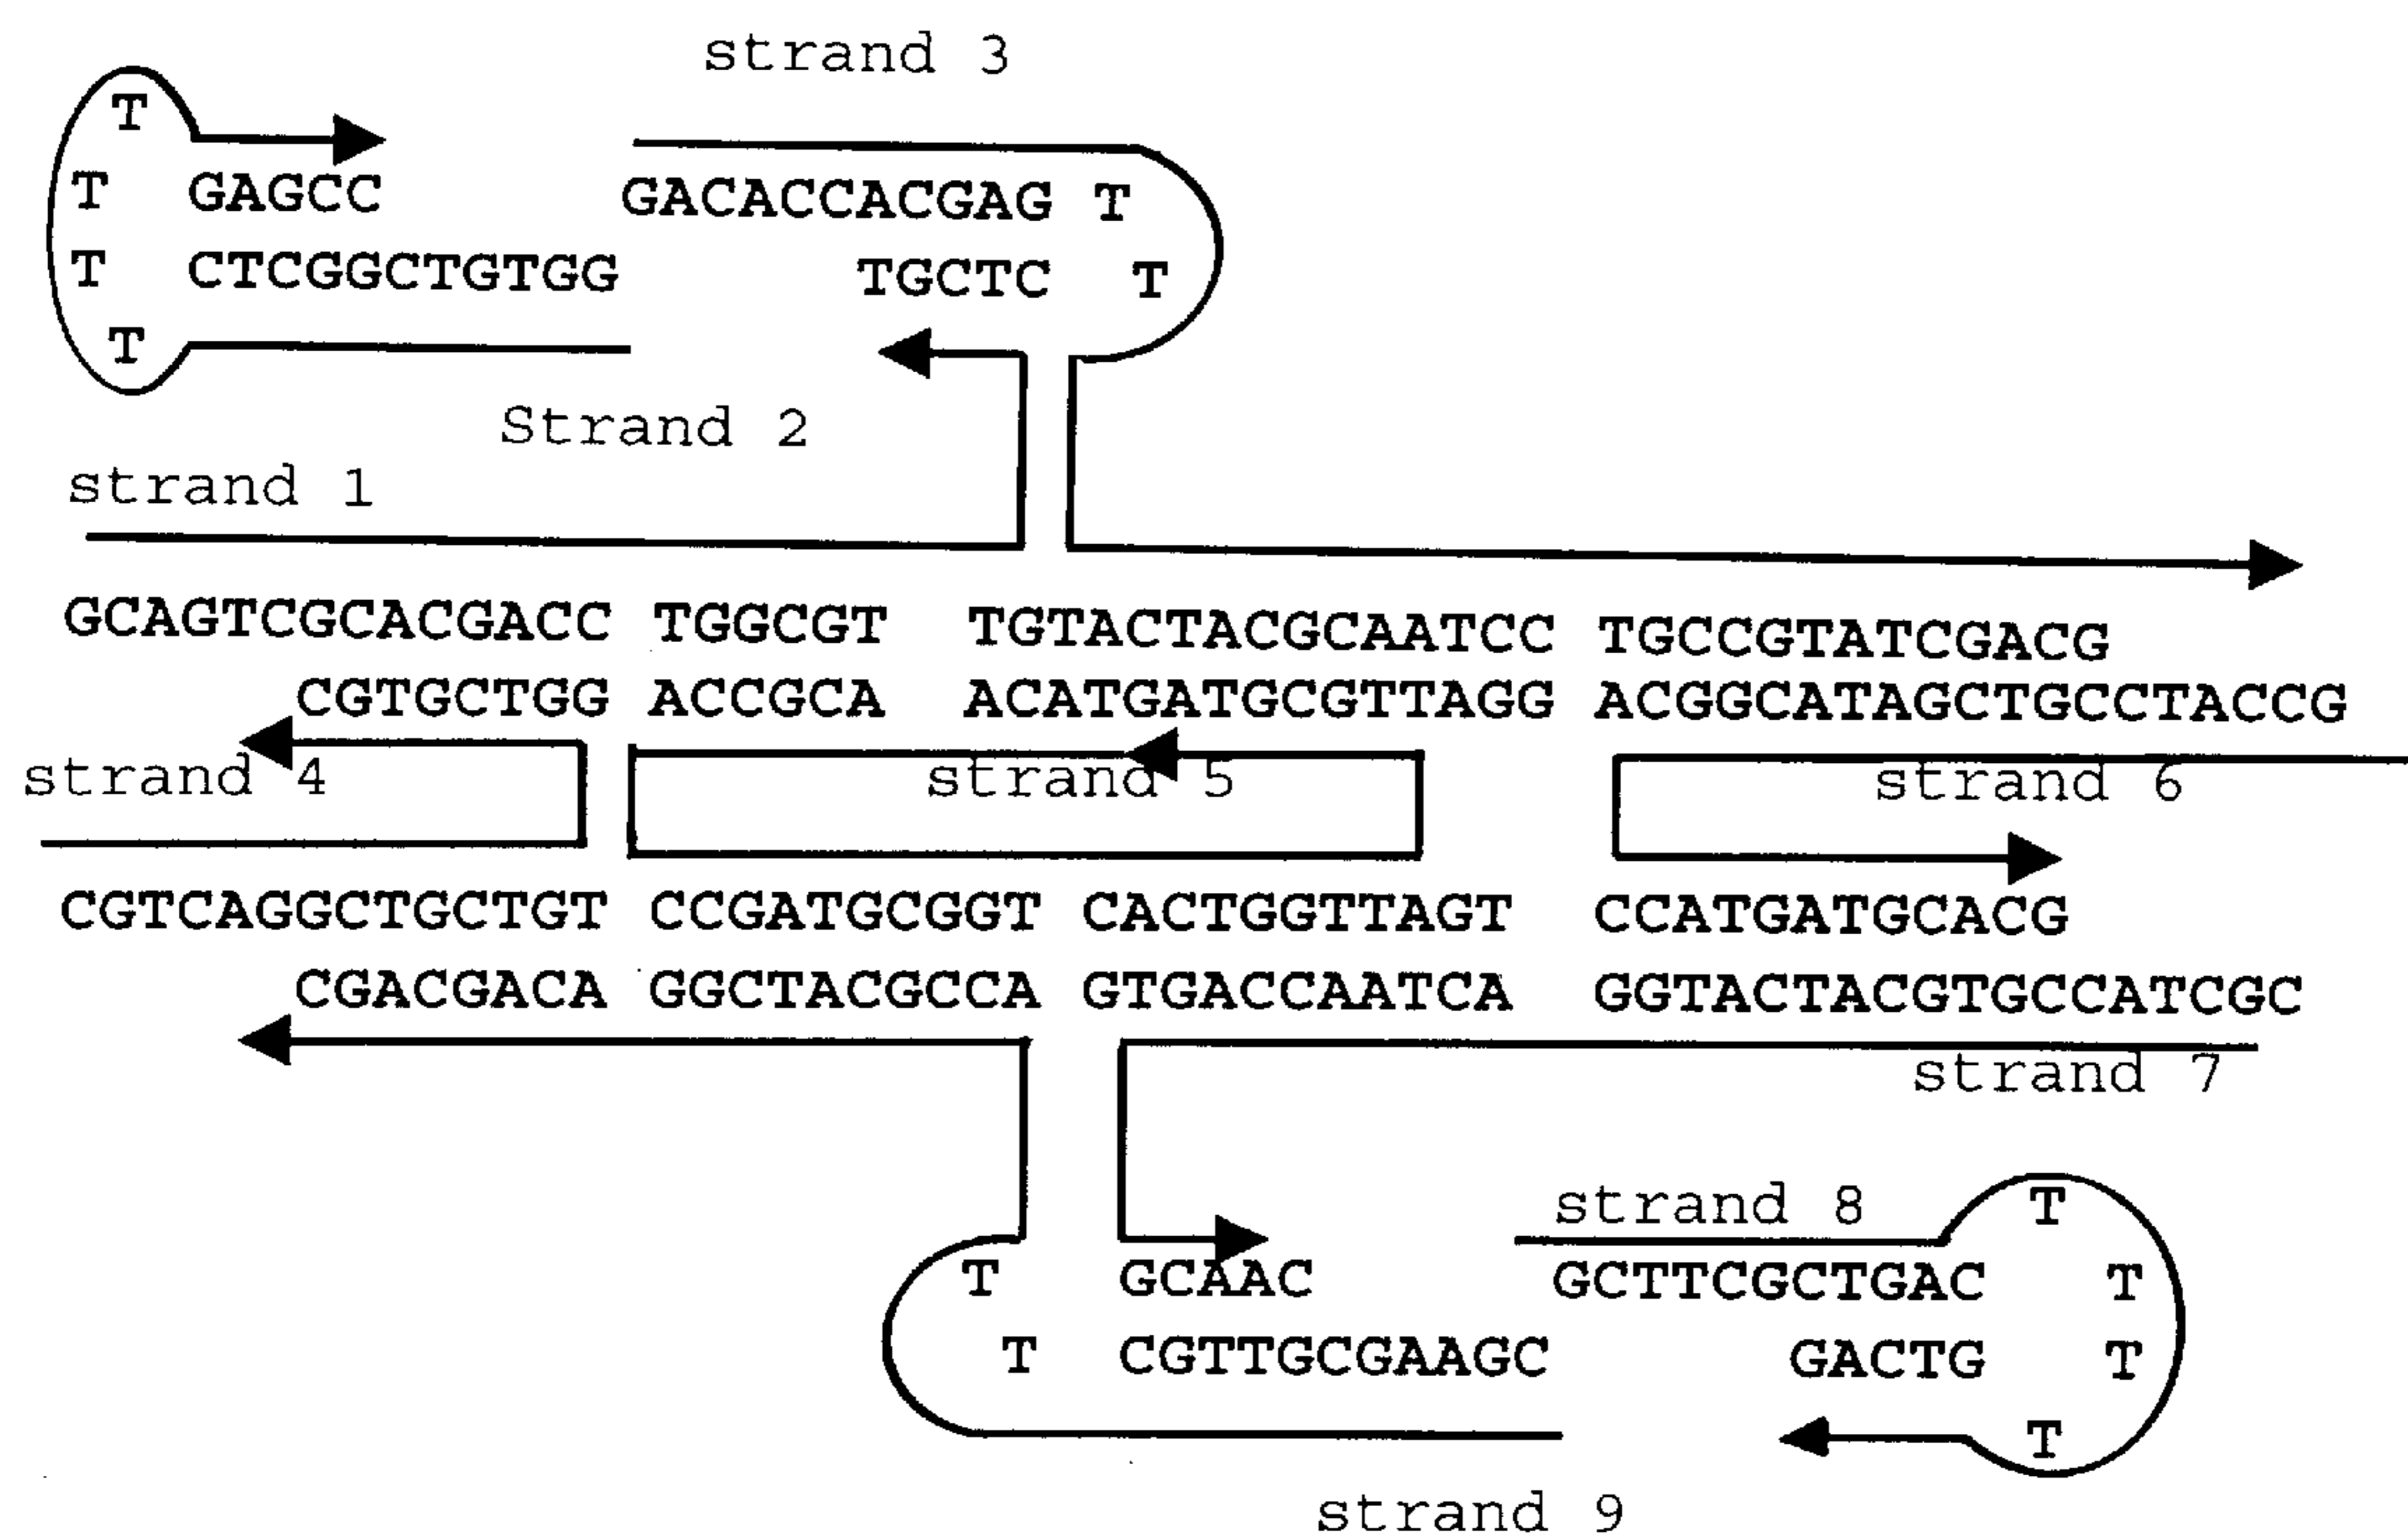 strand 3
T
T GAGCC GACACCACGAG T
T CTCGGCTGTGG TGCTC T
T
Strand 2
strand 1
GCAGTCGCACGACC TGGCGT TGTACTACGCAATCC TGCCGTATCGACG
CGTGCTGG ACCGCA ACATGATGCGTTAGG ACGGCATAGCTGCCTACCG
strand 4 strand 5 strand 6
CGTCAGGCTGCTGT CCGATGCGGT CACTGGTTAGT CCATGATGCACG
CGACGACA GGCTACGCCA GTGACCAATCA GGTACTACGTGCCATCGC
strand 7
strand 8 T
T GCAAC GCTTCGCTGAC T
T CGTTGCGAAGC GACTG T
T
strand 9